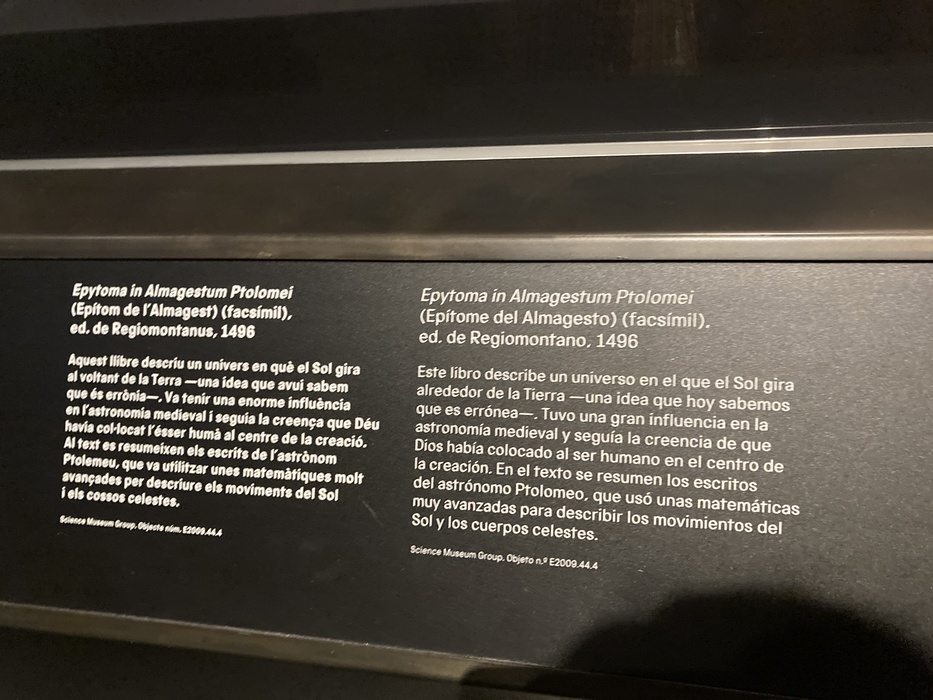 Epytoma in Almagestum Ptolomei
(Epítom de l'Almagest) (facsímil),
ed. de Regiomontanus, 1496
Aquest llibre descriu un univers en què el Sol gira
al voltant de la Terra —una idea que avui sabem
que és errònia—. Va tenir una enorme influència
en l'astronomia medieval i seguia la creença que Déu
havia col·locat l'ésser humà al centre de la creació.
Al text es resumeixen els escrits de l'astrònom
Ptolemeu, que va utilitzar unes matemàtiques molt
avançades per descriure els moviments del Sol
i els cossos celestes.
Science Museum Group. Objecte núm. E2009.44.4
Epytoma in Almagestum Ptolomei
(Epítome del Almagesto) (facsímil),
ed. de Regiomontano, 1496
Este libro describe un universo en el que el Sol gira
alrededor de la Tierra —una idea que hoy sabemos
que es errónea—. Tuvo una gran influencia en la
astronomía medieval y seguía la creencia de que
Dios había colocado al ser humano en el centro de
la creación. En el texto se resumen los escritos
del astrónomo Ptolomeo, que usó unas matemáticas
muy avanzadas para describir los movimientos del
Sol y los cuerpos celestes.
Science Museum Group. Objeto n.º E2009.44.4